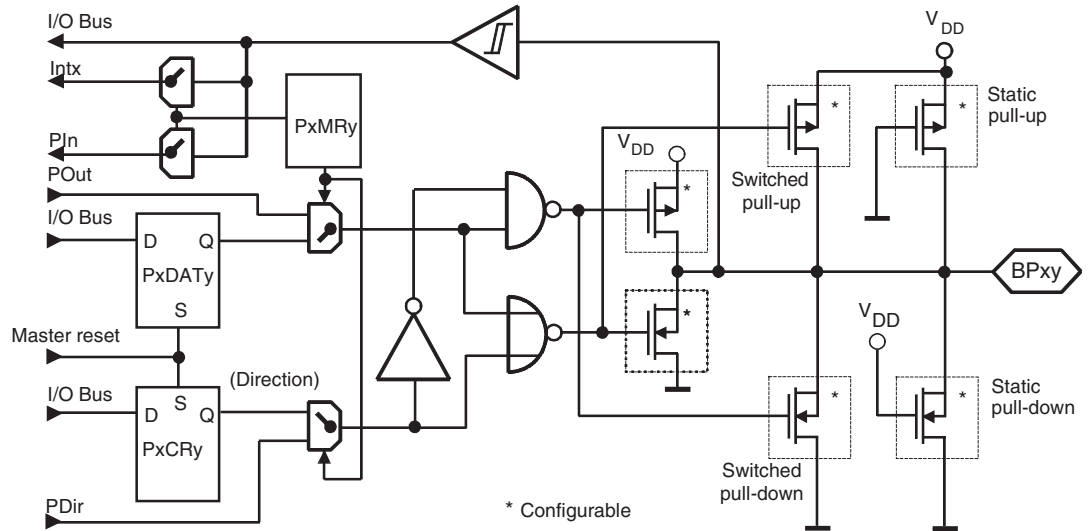 I/O Bus
Intx
PIn
POut
I/O Bus
D
Q
PxDATy
S
Master reset
I/O Bus
D
S
Q
PxCRy
(Direction)
PDir
PxMRy
V DD
*
*
Switched
pull-up
V DD
*
*
Static
pull-up
BPxy
V DD
*
Switched
pull-down
*
Static
pull-down
* Configurable